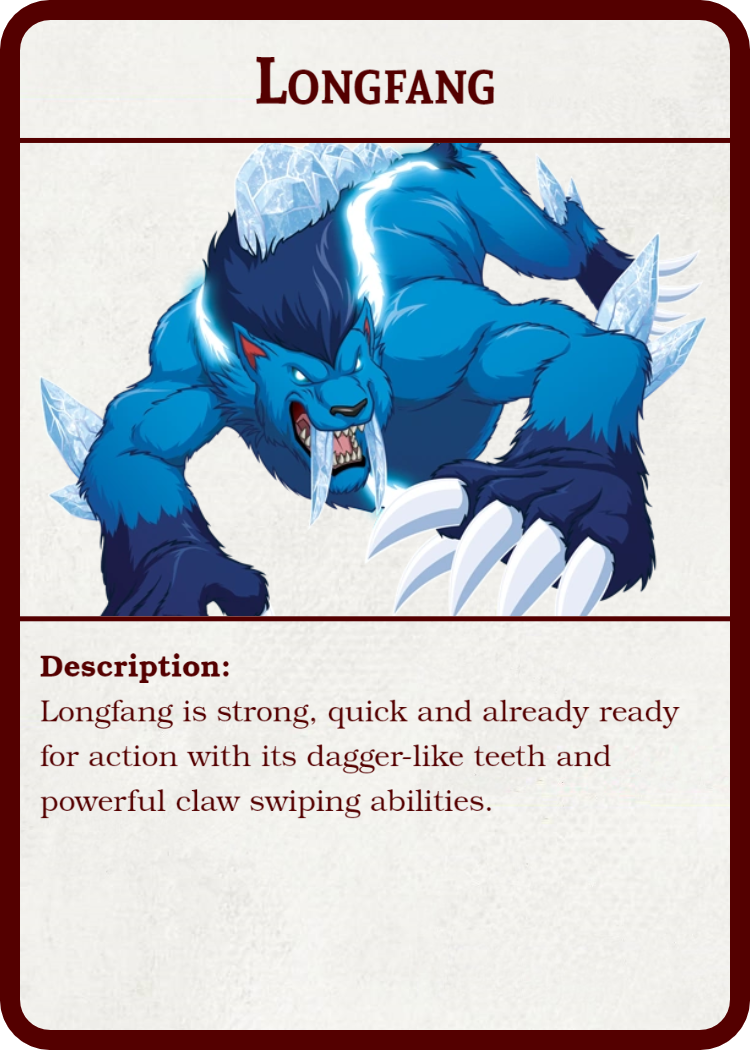 Longfang
Description:
Longfang is strong, quick and already ready
for action with its dagger-like teeth and
powerful claw swiping abilities.